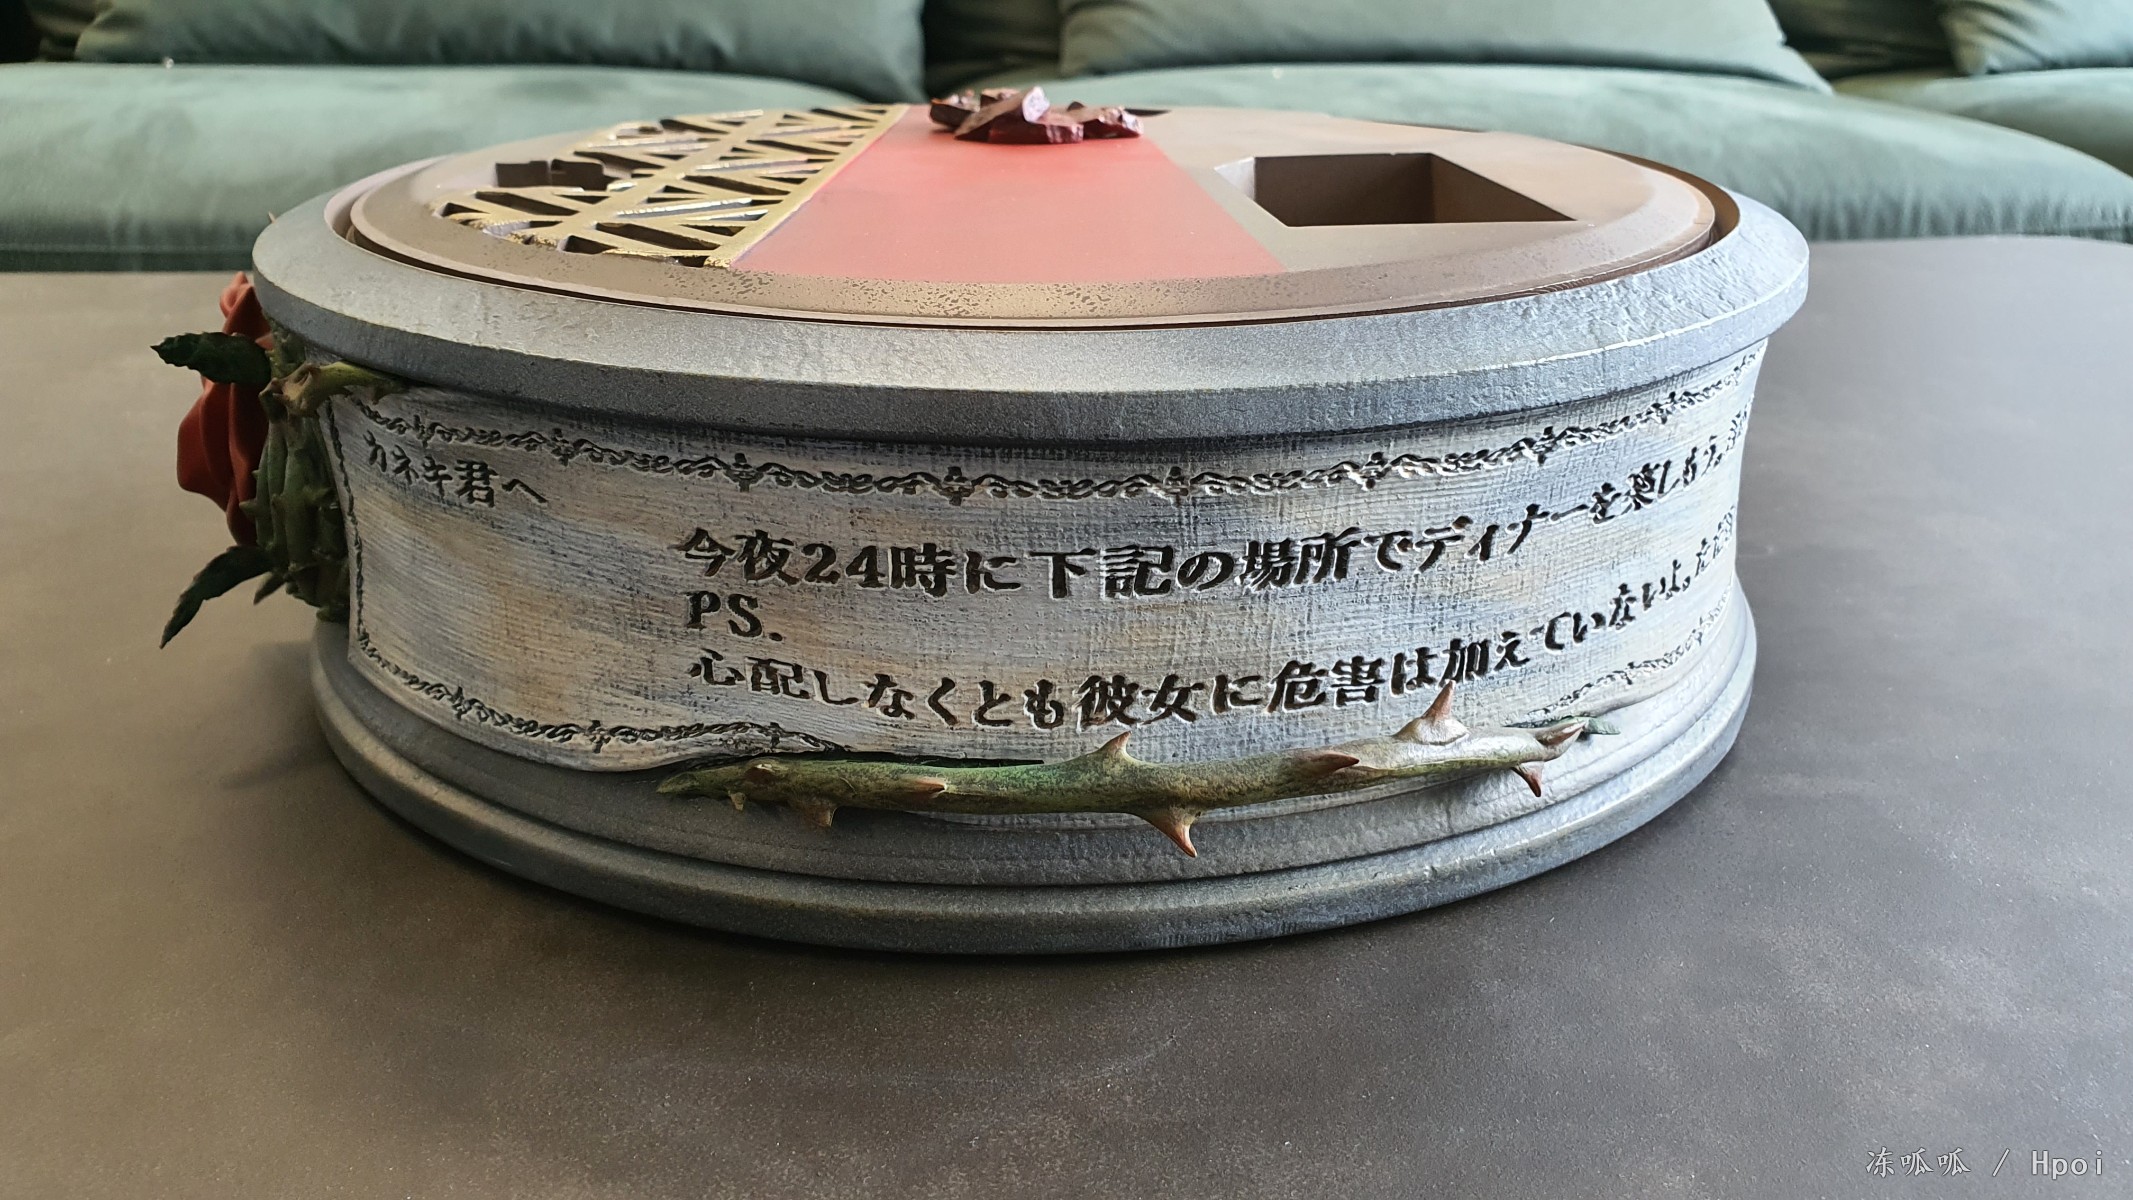 カネキ君へ
今夜24時に下記の場所でディナーを楽しもう。
PS.
心配しなくとも彼女に危害は加えていないよ。ただ
冻呱呱 / Hpoi